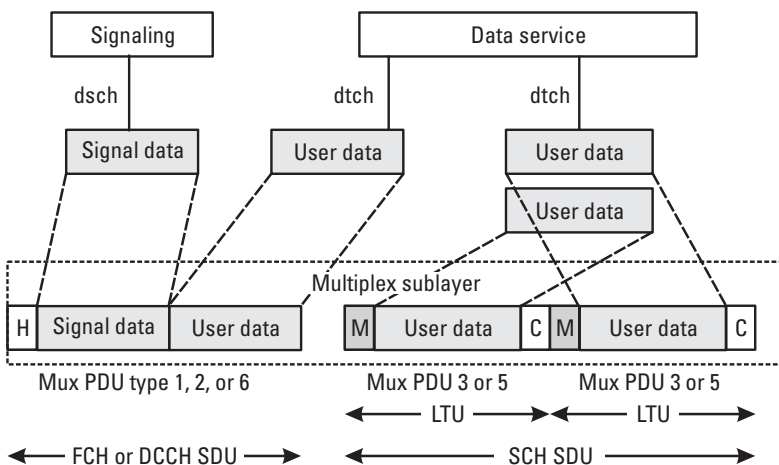 Signaling
Data service
dsch
dtch
dtch
Signal data
User data
User data
User data
Multiplex sublayer
H
Signal data
User data
M
User data
C
M
User data
C
Mux PDU type 1, 2, or 6
Mux PDU 3 or 5
Mux PDU 3 or 5
LTU
LTU
FCH or DCCH SDU
SCH SDU